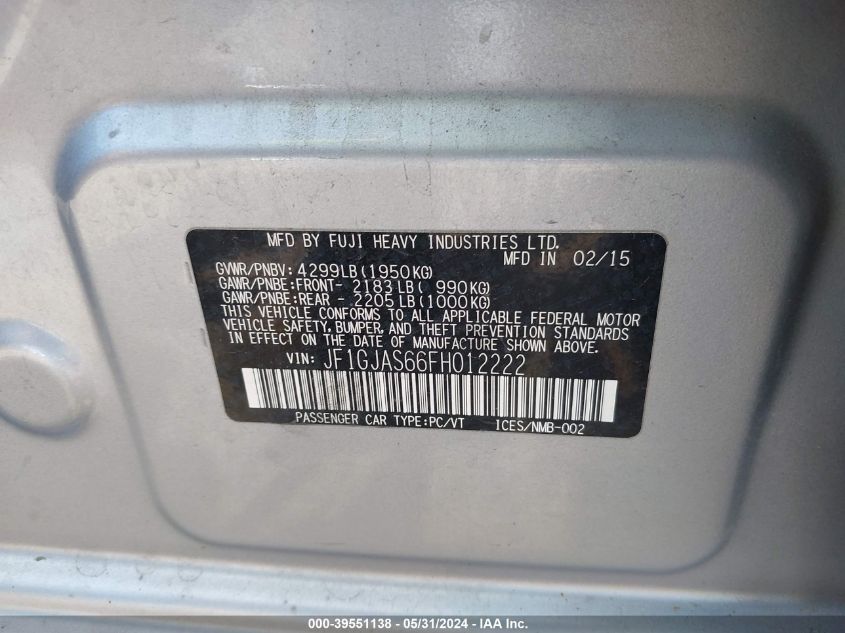 MFD BY FUJI HEAVY INDUSTRIES LTD.
MFD IN 02/15
GVWR/PNBV: 4299LB(1950KG)
GAWR/PNBE:FRONT- 2183LB( 990KG)
GAWR/PNBE:REAR - 2205LB(1000KG)
THIS VEHICLE CONFORMS TO ALL APPLICABLE FEDERAL MOTOR
VEHICLE SAFETY, BUMPER, AND THEFT PREVENTION STANDARDS
IN EFFECT ON THE DATE OF MANUFACTURE SHOWN ABOVE.
VIN: JF1GJAS66FH012222
PASSENGER CAR TYPE:PC/VT ICES/NMB-002
000-39551138 - 05/31/2024 - IAA Inc.